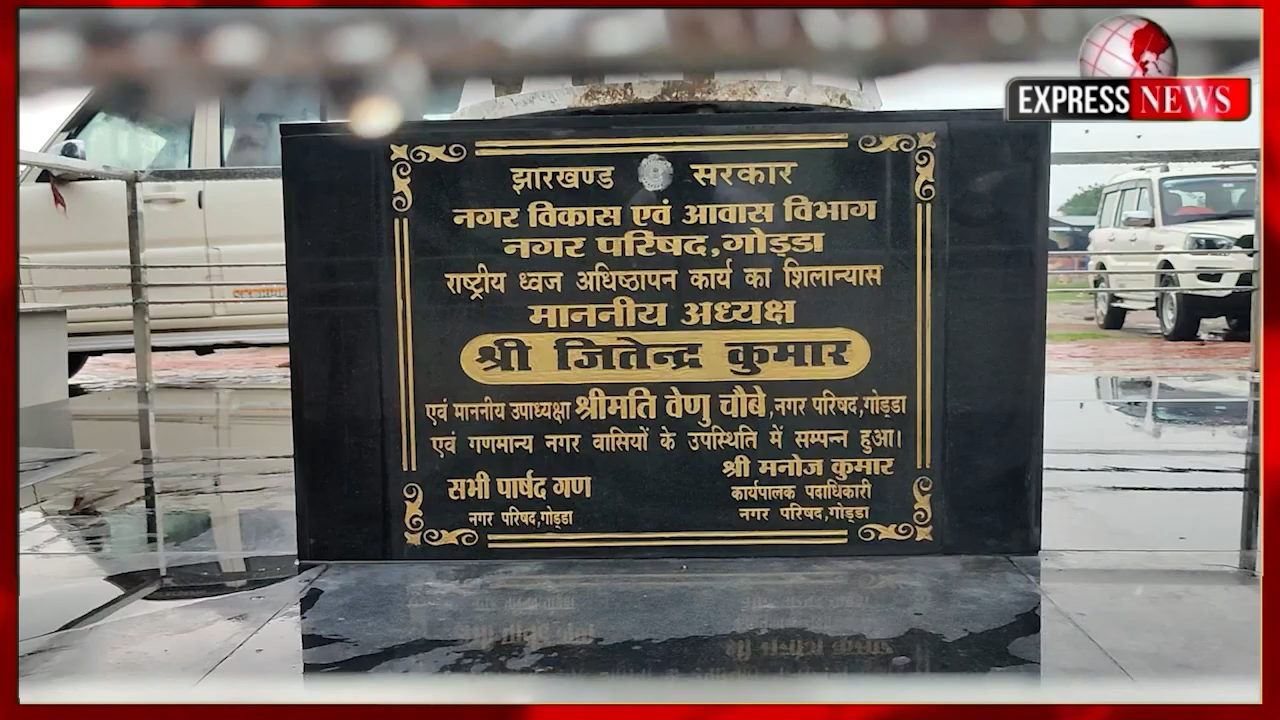 EXPRESS NEWS
झारखण्ड सरकार
नगर विकास एवं आवास विभाग
नगर परिषद,गोड्डा
राष्ट्रीय ध्वज अधिष्ठापन कार्य का शिलान्यास
माननीय अध्यक्ष
श्री जितेन्द्र कुमार
एवं माननीय उपाध्यक्षा श्रीमति वेणु चौबे,नगर परिषद,गोड्डा
एवं गणमान्य नगर वासियों के उपस्थिति में सम्पन्न हुआ।
सभी पार्षद गण
नगर परिषद,गोड्डा
श्री मनोज कुमार
कार्यपालक पदाधिकारी
नगर परिषद,गोड्डा